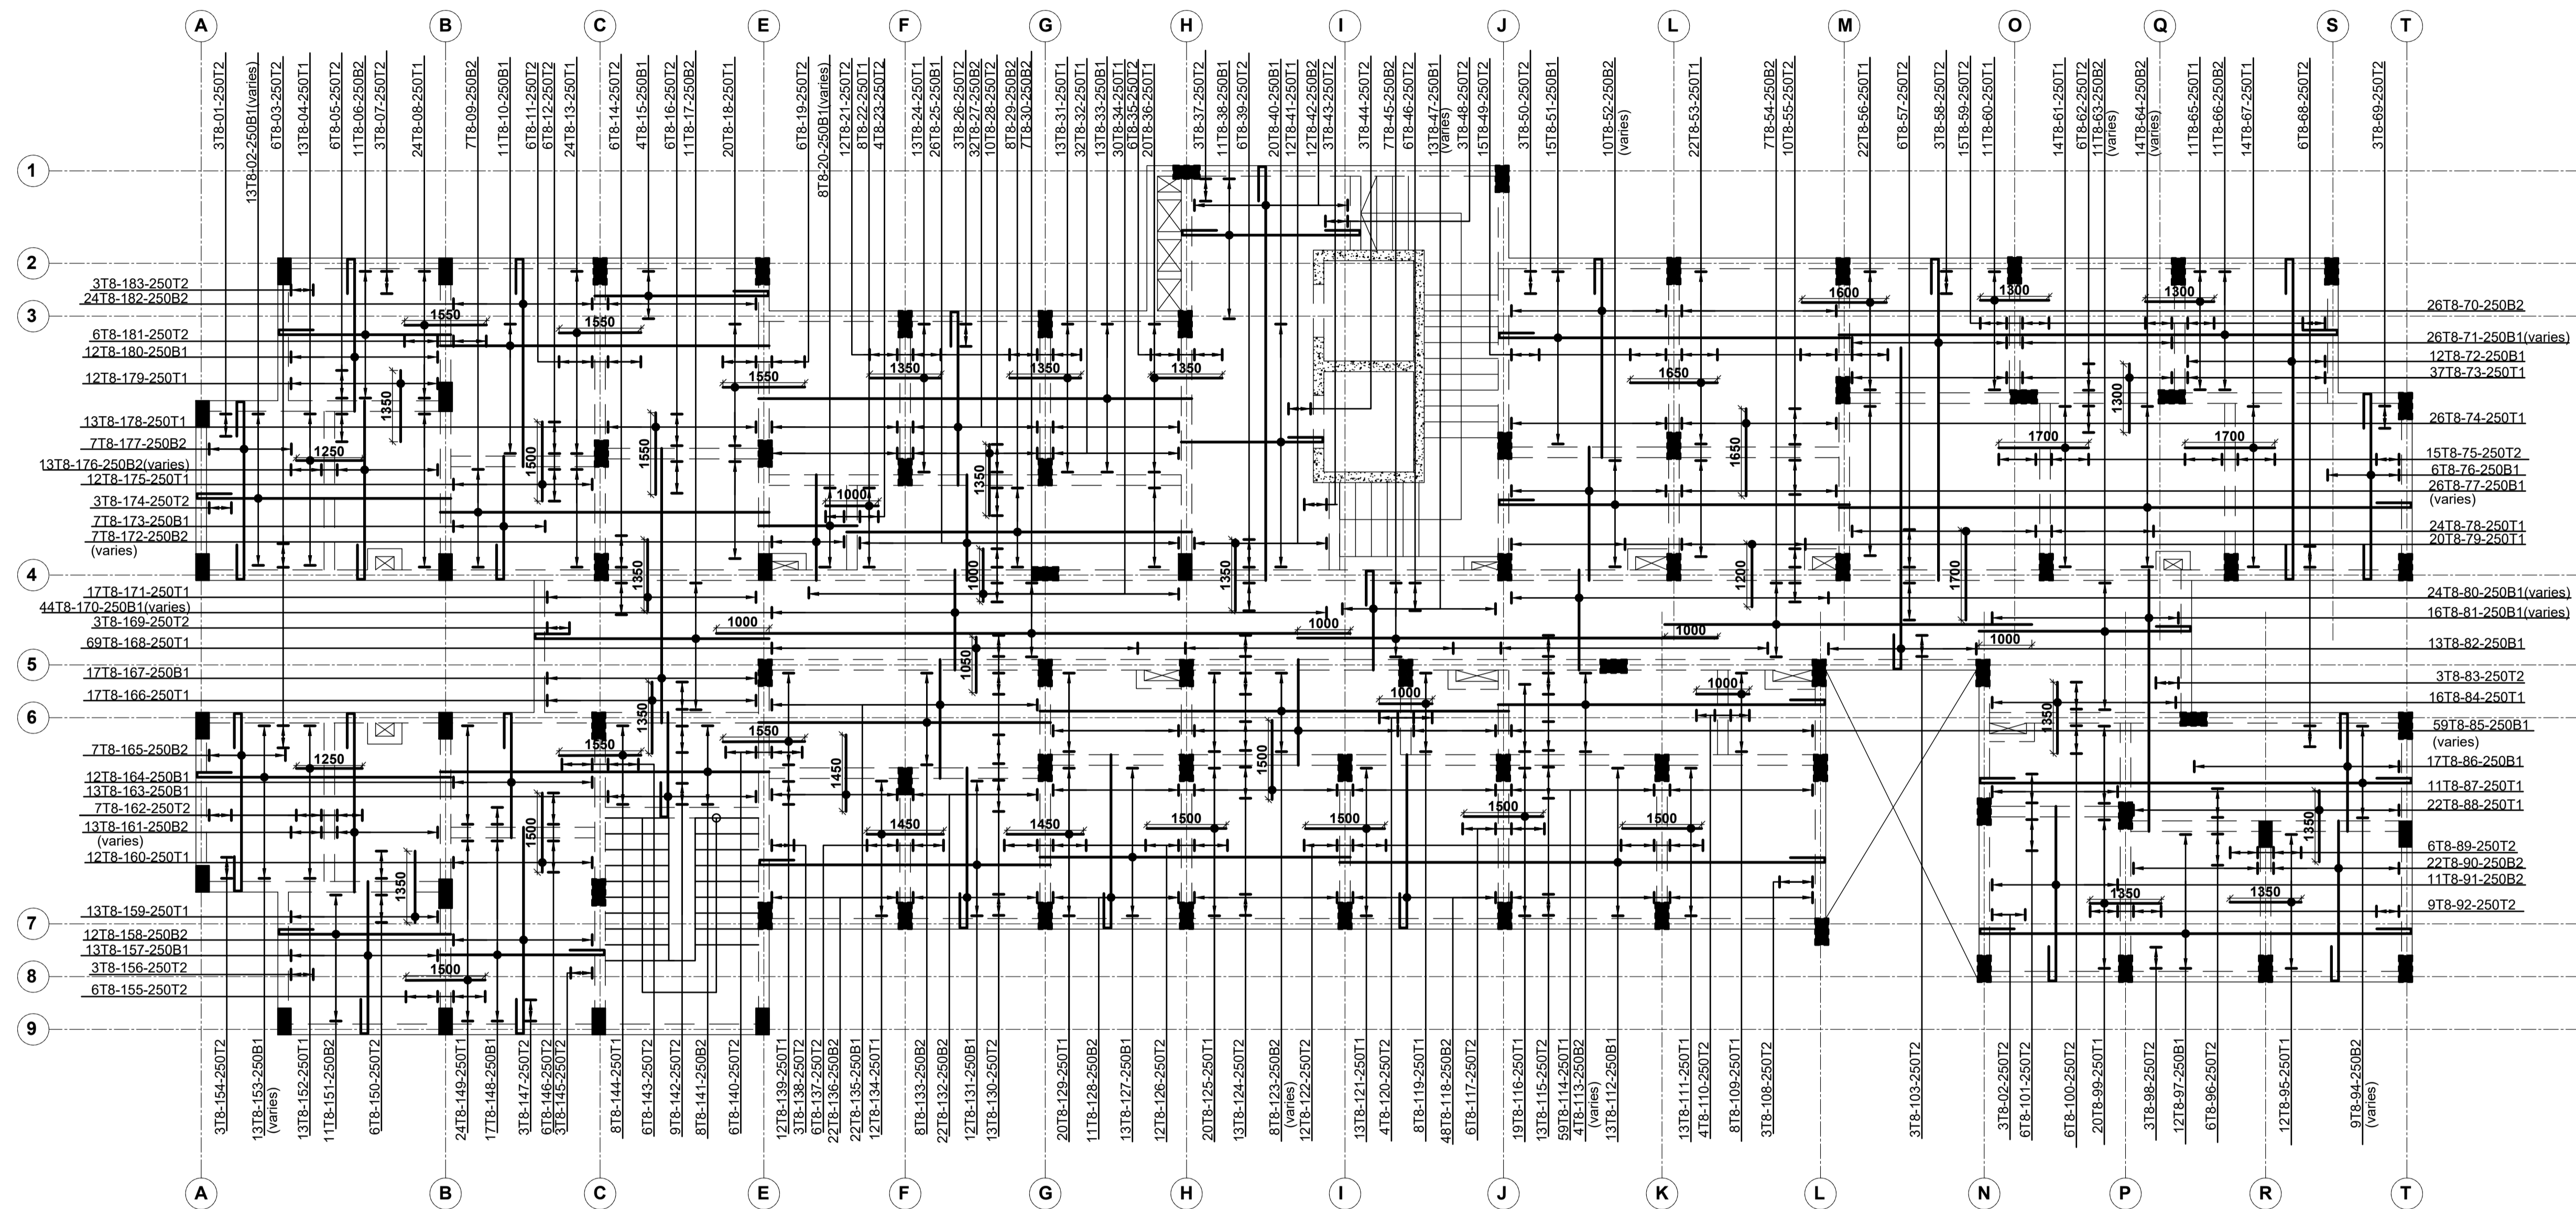 A
B
C
E
F
G
H
I
J
L
M
O
Q
S
T
3T8-01-250T2
13T8-02-250B1(varies)
6T8-03-250T2
13T8-04-250T1
6T8-05-250T2
11T8-06-250B2
3T8-07-250T2
24T8-08-250T1
7T8-09-250B2
11T8-10-250B1
6T8-11-250T2
6T8-12-250T2
24T8-13-250T1
6T8-14-250T2
4T8-15-250B1
6T8-16-250T2
11T8-17-250B2
20T8-18-250T1
6T8-19-250T2
8T8-20-250B1(varies)
12T8-21-250T2
8T8-22-250T1
4T8-23-250T2
13T8-24-250T1
26T8-25-250B1
3T8-26-250T2
32T8-27-250B2
10T8-28-250T2
8T8-29-250B2
7T8-30-250B2
13T8-31-250T1
32T8-32-250T1
13T8-33-250B1
30T8-34-250T1
6T8-35-250T2
20T8-36-250T1
3T8-37-250T2
11T8-38-250B1
6T8-39-250T2
20T8-40-250B1
12T8-41-250T1
12T8-42-250B2
3T8-43-250T2
3T8-44-250T2
7T8-45-250B2
6T8-46-250T2
13T8-47-250B1
(varies)
3T8-48-250T2
15T8-49-250T2
3T8-50-250T2
15T8-51-250B1
10T8-52-250B2
(varies)
22T8-53-250T1
7T8-54-250B2
10T8-55-250T2
22T8-56-250T1
6T8-57-250T2
3T8-58-250T2
15T8-59-250T2
11T8-60-250T1
14T8-61-250T1
6T8-62-250T2
11T8-63-250B2
(varies)
14T8-64-250B2
(varies)
11T8-65-250T1
11T8-66-250B2
14T8-67-250T1
6T8-68-250T2
3T8-69-250T2
1
2
3
4
5
6
7
8
9
3T8-183-250T2
24T8-182-250B2
6T8-181-250T2
12T8-180-250B1
12T8-179-250T1
13T8-178-250T1
7T8-177-250B2
13T8-176-250B2(varies)
12T8-175-250T1
3T8-174-250T2
7T8-173-250B1
7T8-172-250B2
(varies)
17T8-171-250T1
44T8-170-250B1(varies)
3T8-169-250T2
69T8-168-250T1
17T8-167-250B1
17T8-166-250T1
7T8-165-250B2
12T8-164-250B1
13T8-163-250B1
7T8-162-250T2
13T8-161-250B2
(varies)
12T8-160-250T1
13T8-159-250T1
12T8-158-250B2
13T8-157-250B1
3T8-156-250T2
6T8-155-250T2
1550
1550
1550
1350
1350
1350
1650
1600
1300
1300
1350
1250
1500
1550
1000
1350
1650
1700
1700
1300
1350
1000
1350
1200
1700
1000
1000
1000
1000
1050
1350
1550
1250
1550
1450
1500
1000
1000
1350
1500
1350
1450
1450
1500
1500
1500
1500
1350
1350
1350
1500
26T8-70-250B2
26T8-71-250B1(varies)
12T8-72-250B1
37T8-73-250T1
26T8-74-250T1
15T8-75-250T2
6T8-76-250B1
26T8-77-250B1
(varies)
24T8-78-250T1
20T8-79-250T1
24T8-80-250B1(varies)
16T8-81-250B1(varies)
13T8-82-250B1
3T8-83-250T2
16T8-84-250T1
59T8-85-250B1
(varies)
17T8-86-250B1
11T8-87-250T1
22T8-88-250T1
6T8-89-250T2
22T8-90-250B2
11T8-91-250B2
9T8-92-250T2
3T8-154-250T2
13T8-153-250B1
(varies)
13T8-152-250T1
11T8-151-250B2
6T8-150-250T2
24T8-149-250T1
17T8-148-250B1
3T8-147-250T2
6T8-146-250T2
3T8-145-250T2
8T8-144-250T1
6T8-143-250T2
9T8-142-250T2
8T8-141-250B2
6T8-140-250T2
12T8-139-250T1
3T8-138-250T2
6T8-137-250T2
22T8-136-250B2
22T8-135-250B1
12T8-134-250T1
8T8-133-250B2
22T8-132-250B2
12T8-131-250B1
13T8-130-250T2
20T8-129-250T1
11T8-128-250B2
13T8-127-250B1
12T8-126-250T2
20T8-125-250T1
13T8-124-250T2
8T8-123-250B2
(varies)
12T8-122-250T2
13T8-121-250T1
4T8-120-250T2
8T8-119-250T1
48T8-118-250B2
6T8-117-250T2
19T8-116-250T1
13T8-115-250T2
59T8-114-250T1
4T8-113-250B2
(varies)
13T8-112-250B1
13T8-111-250T1
4T8-110-250T2
8T8-109-250T1
3T8-108-250T2
3T8-103-250T2
3T8-02-250T2
6T8-101-250T2
6T8-100-250T2
20T8-99-250T1
3T8-98-250T2
12T8-97-250B1
6T8-96-250T2
12T8-95-250T1
9T8-94-250B2
(varies)
A
B
C
E
F
G
H
I
J
K
L
N
P
R
T